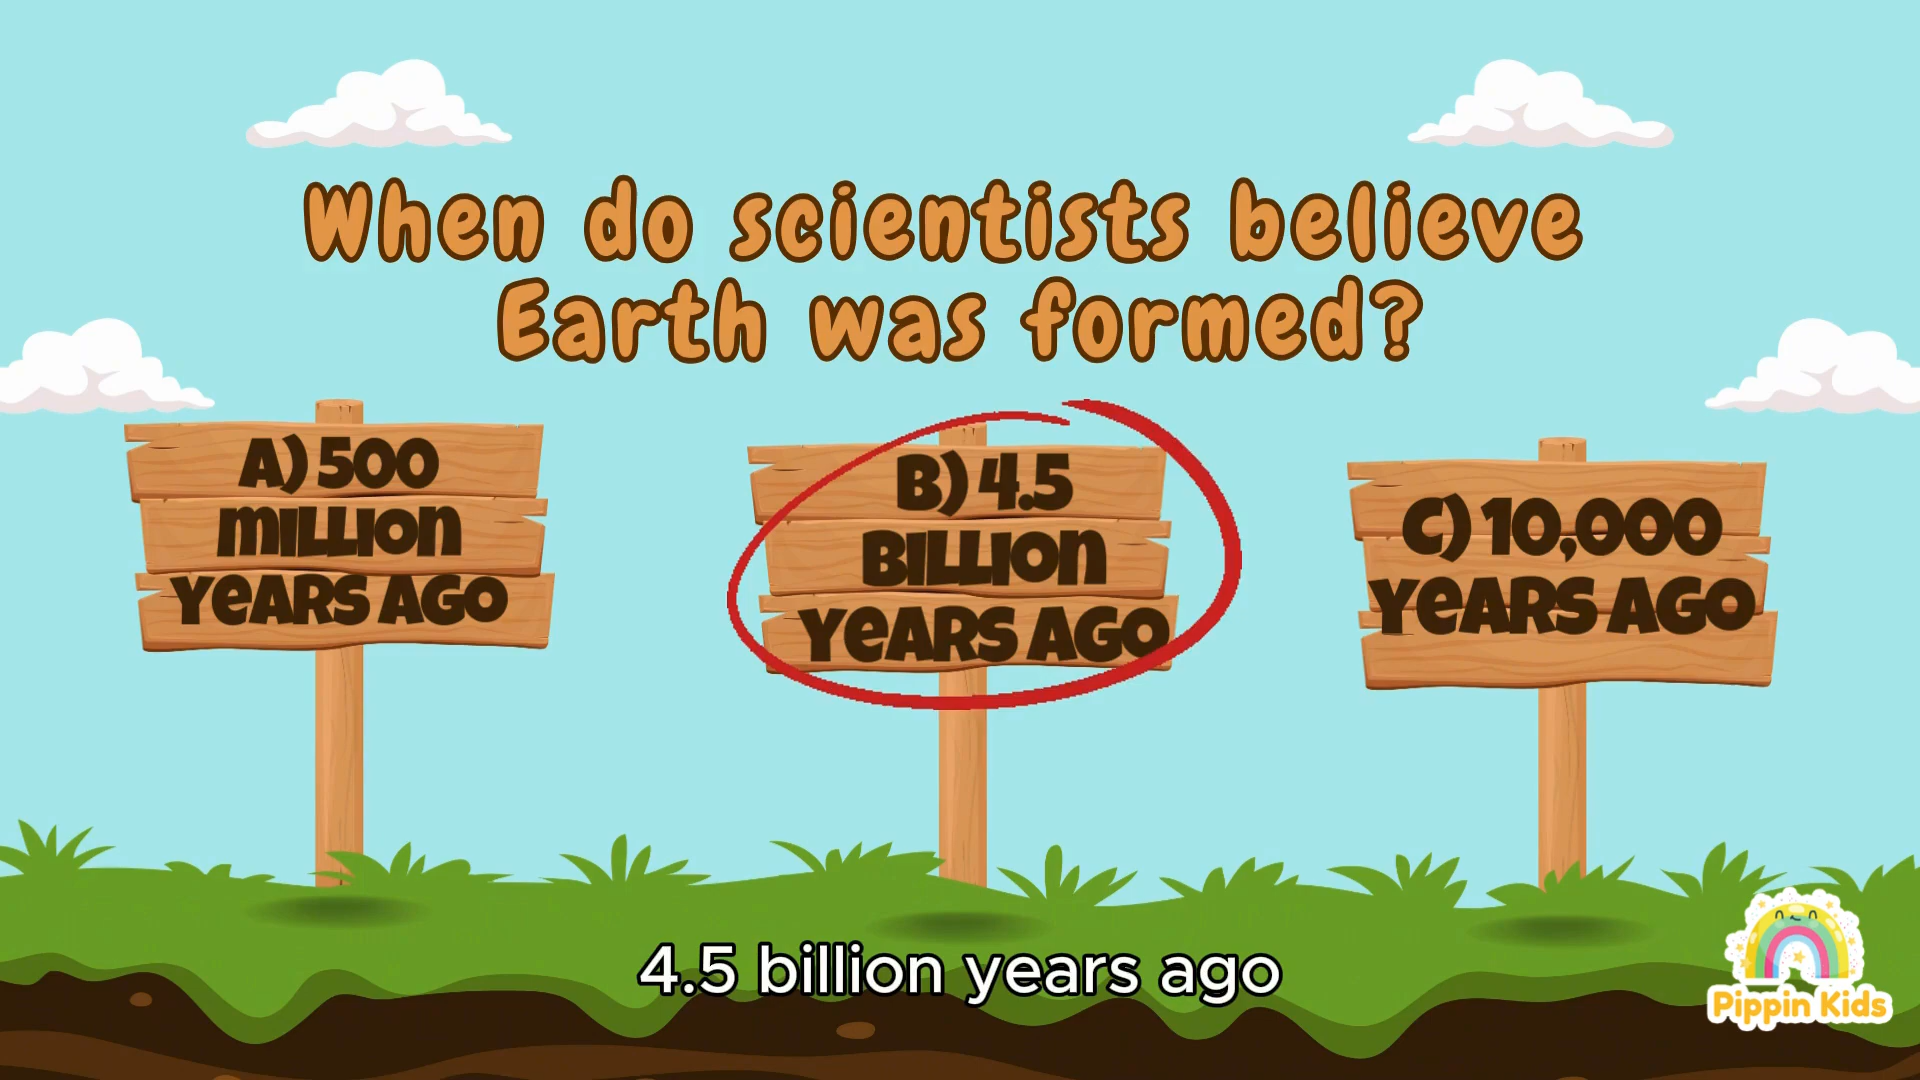 When do scientists believe
Earth was formed?
A) 500
million
years ago
B) 4.5
billion
years ago
C) 10,000
years ago
4.5 billion years ago
Pippin Kids